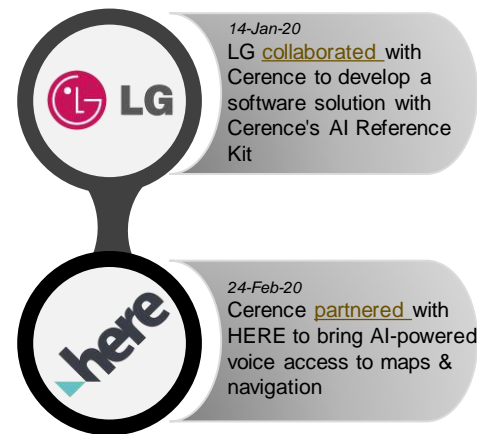 14-Jan-20
LG collaborated with
Cerence to develop a
software solution with
Cerence's AI Reference
Kit
LG
24-Feb-20
Cerence partnered with
HERE to bring AI-powered
voice access to maps &
navigation
here